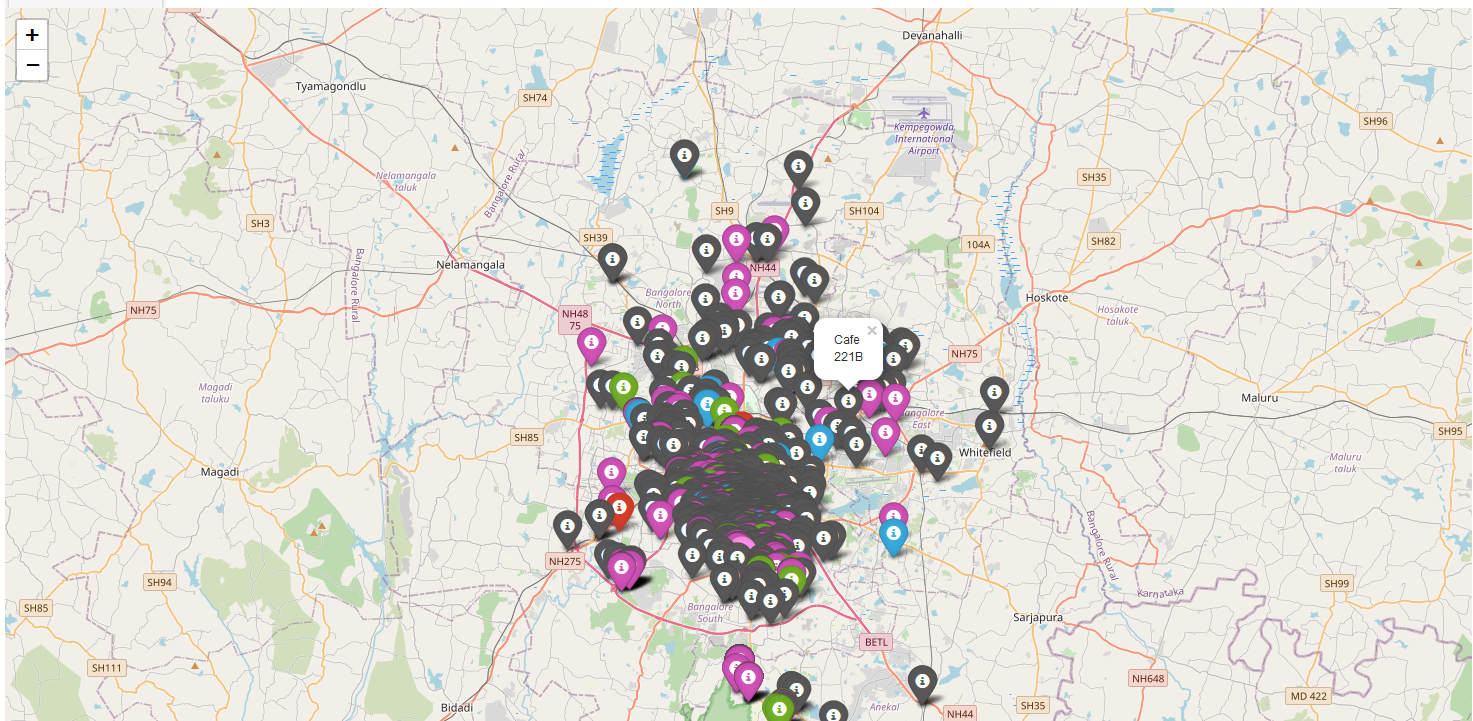 +
−
Devanahalli
Tyamagondlu
SH74
Kempegowda
International
Airport
SH96
Bangalore Rural
Nelamangala
taluk
SH35
SH3
SH9
SH104
SH39
104A
SH82
Nelamangala
NH44
Bangalore Rural
Bangalore
North
Hoskote
NH75
NH48
75
Hoskote
taluk
Cafe
221B
×
NH75
Magadi
taluku
Maluru
Bangalore
East
SH85
SH95
Whitefield
Magadi
Maluru
taluk
Bangalore Rural
NH275
SH94
SH99
Karnataka
SH85
Bangalore
South
Sarjapura
BETL
SH111
NH648
MD 422
Bidadi
Anekal
SH35
NH44